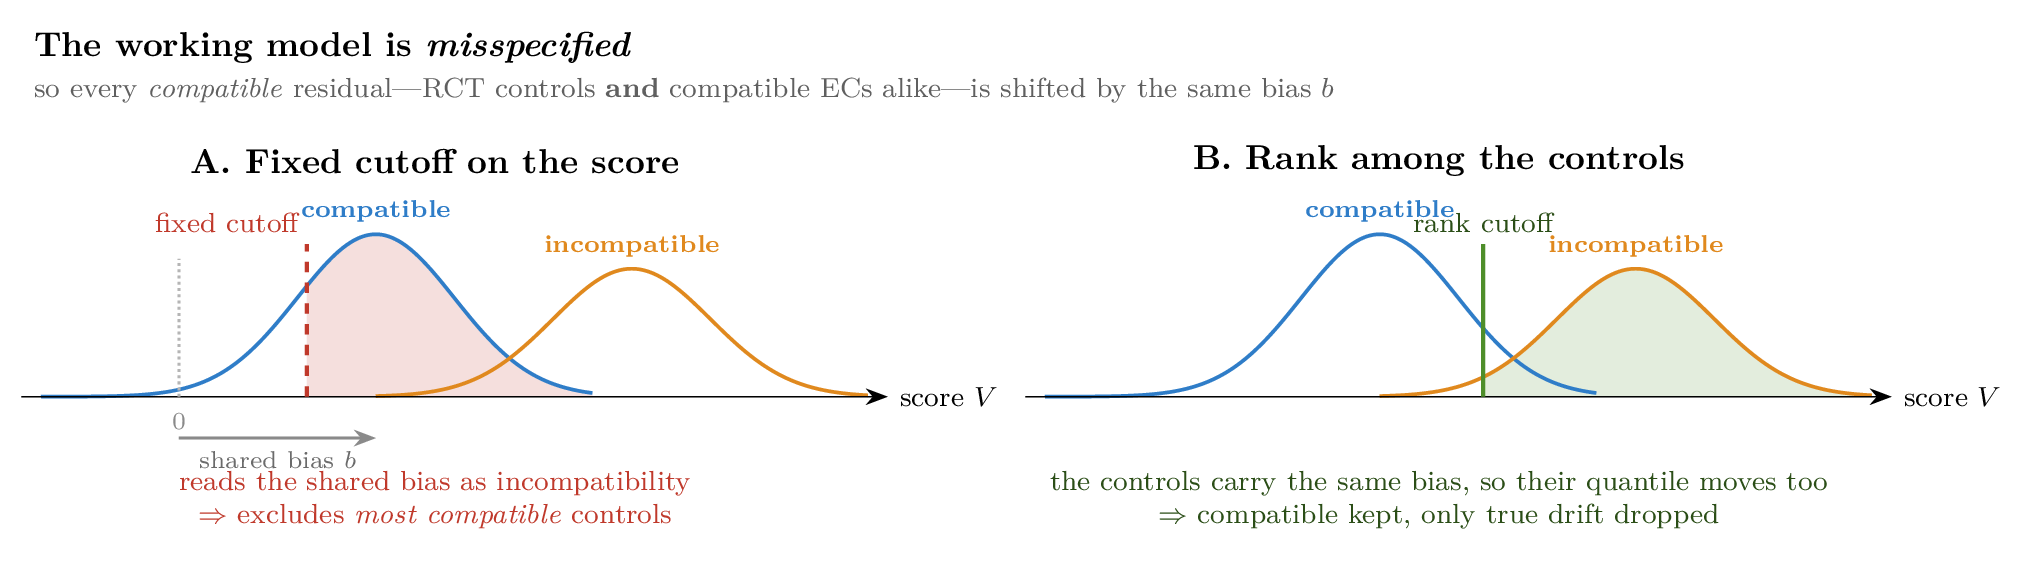 The working model is misspecified
so every compatible residual—RCT controls and compatible ECs alike—is shifted by the same bias b
A. Fixed cutoff on the score
fixed cutoff
compatible
incompatible
score V
0
shared bias b
reads the shared bias as incompatibility
⇒ excludes most compatible controls
B. Rank among the controls
compatible
rank cutoff
incompatible
score V
the controls carry the same bias, so their quantile moves too
⇒ compatible kept, only true drift dropped